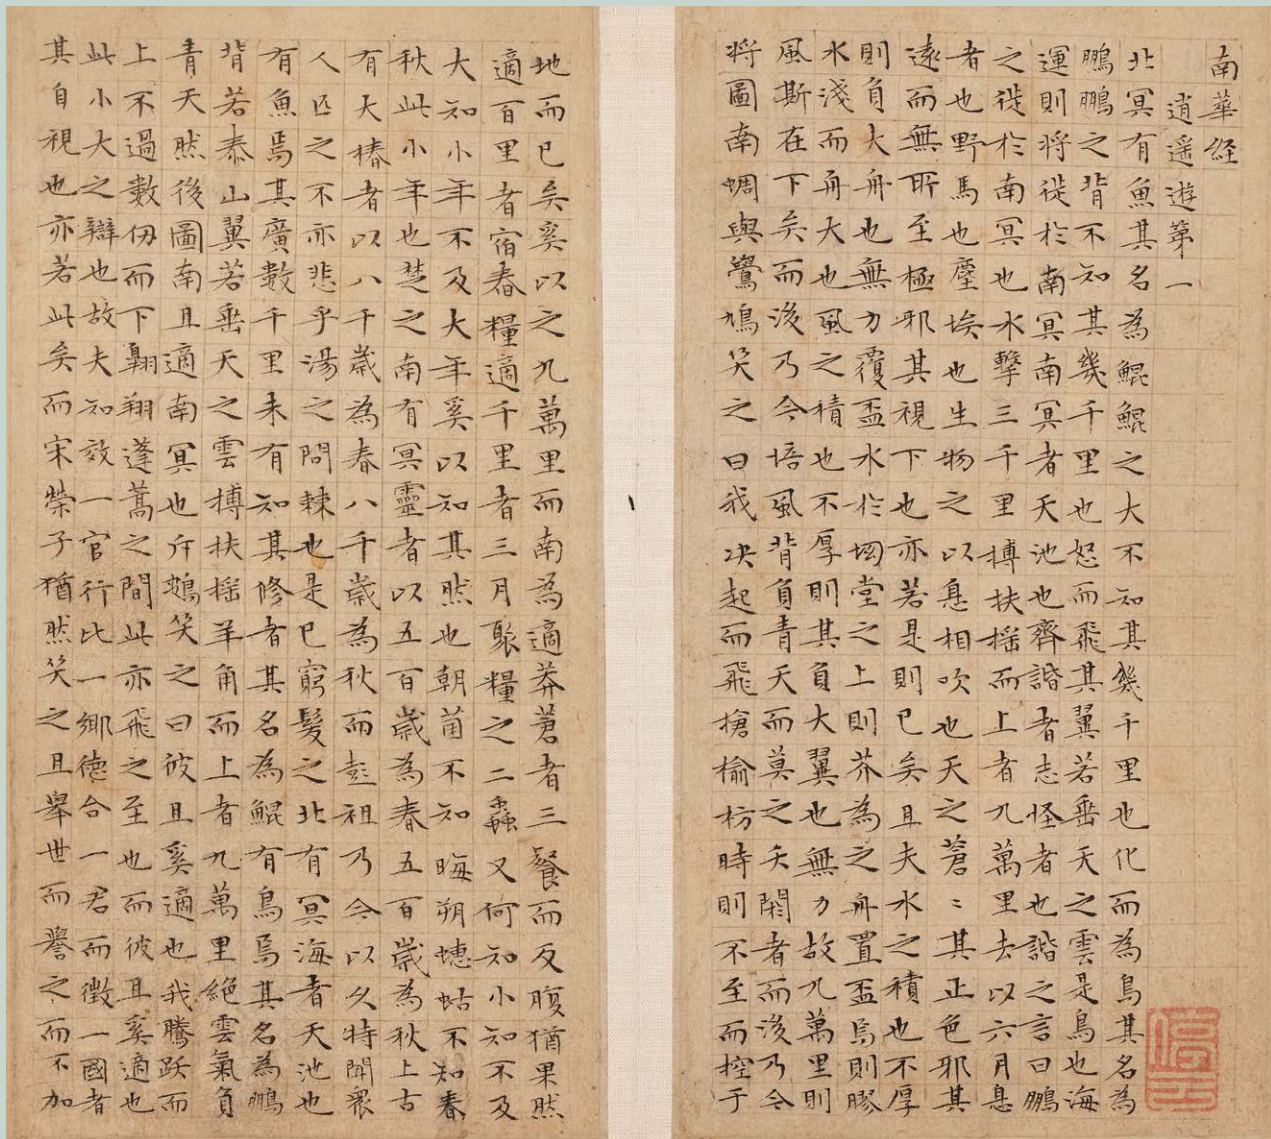 南華経
逍遥遊第一
北冥有魚其名為鯤鯤之大不知其幾千里也化而為鳥其名為
鵬鵬之背不知其幾千里也怒而飛其翼若垂天之雲是鳥也海
運則将徙於南冥南冥者天池也齊諧者志怪者也諧之言曰鵬
之徙於南冥也水擊三千里搏扶摇而上者九萬里去以六月息
者也野馬也塵埃也生物之以息相吹也天之蒼〻其正色邪其
遠而無所至極邪其視下也亦若是則已矣且夫水之積也不厚
則負大舟也無力覆盃水於坳堂之上則芥為之舟置盃焉則膠
水淺而舟大也風之積也不厚則其負大翼也無力故九萬里則
風斯在下矣而後乃今培風背負青天而莫之夭閼者而後乃今
将圖南蜩與鷽鳩笑之曰我决起而飛搶榆枋時則不至而控于
地而已矣奚以之九萬里而南為適莽蒼者三餐而反腹猶果然
適百里者宿舂糧適千里者三月聚糧之二蟲又何知小知不及
大知小年不及大年奚以知其然也朝菌不知晦朔蟪蛄不知春
秋此小年也楚之南有冥靈者以五百歲為春五百歲為秋上古
有大椿者以八千歲為春八千歲為秋而彭祖乃今以久特聞衆
人匹之不亦悲乎湯之問棘也是已窮髮之北有冥海者天池也
有魚焉其廣數千里未有知其修者其名為鯤有鳥焉其名為鵬
背若泰山翼若垂天之雲搏扶摇羊角而上者九萬里絕雲氣負
青天然後圖南且適南冥也斥鴳笑之曰彼且奚適也我騰躍而
上不過數仞而下翱翔蓬蒿之間此亦飛之至也而彼且奚適也
此小大之辯也故夫知效一官行比一鄉德合一君而徵一國者
其自視也亦若此矣而宋榮子猶然笑之且舉世而譽之而不加